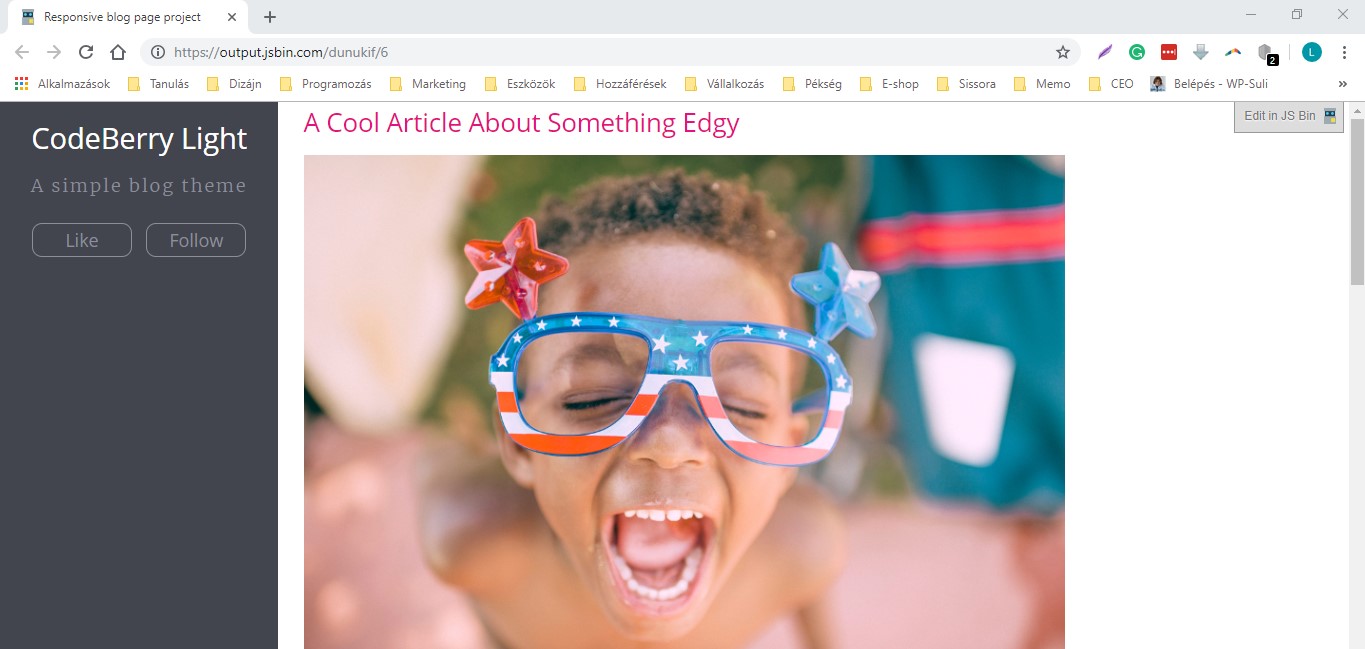 Responsive blog page project
https://output.jsbin.com/dunukif/6
2
L
Alkalmazások Tanulás Dizájn Programozás Marketing Eszközök Hozzáférések Vállalkozás Pékség E-shop Sissora Memo CEO Belépés - WP-Suli »
CodeBerry Light
A simple blog theme
Like Follow
A Cool Article About Something Edgy
Edit in JS Bin